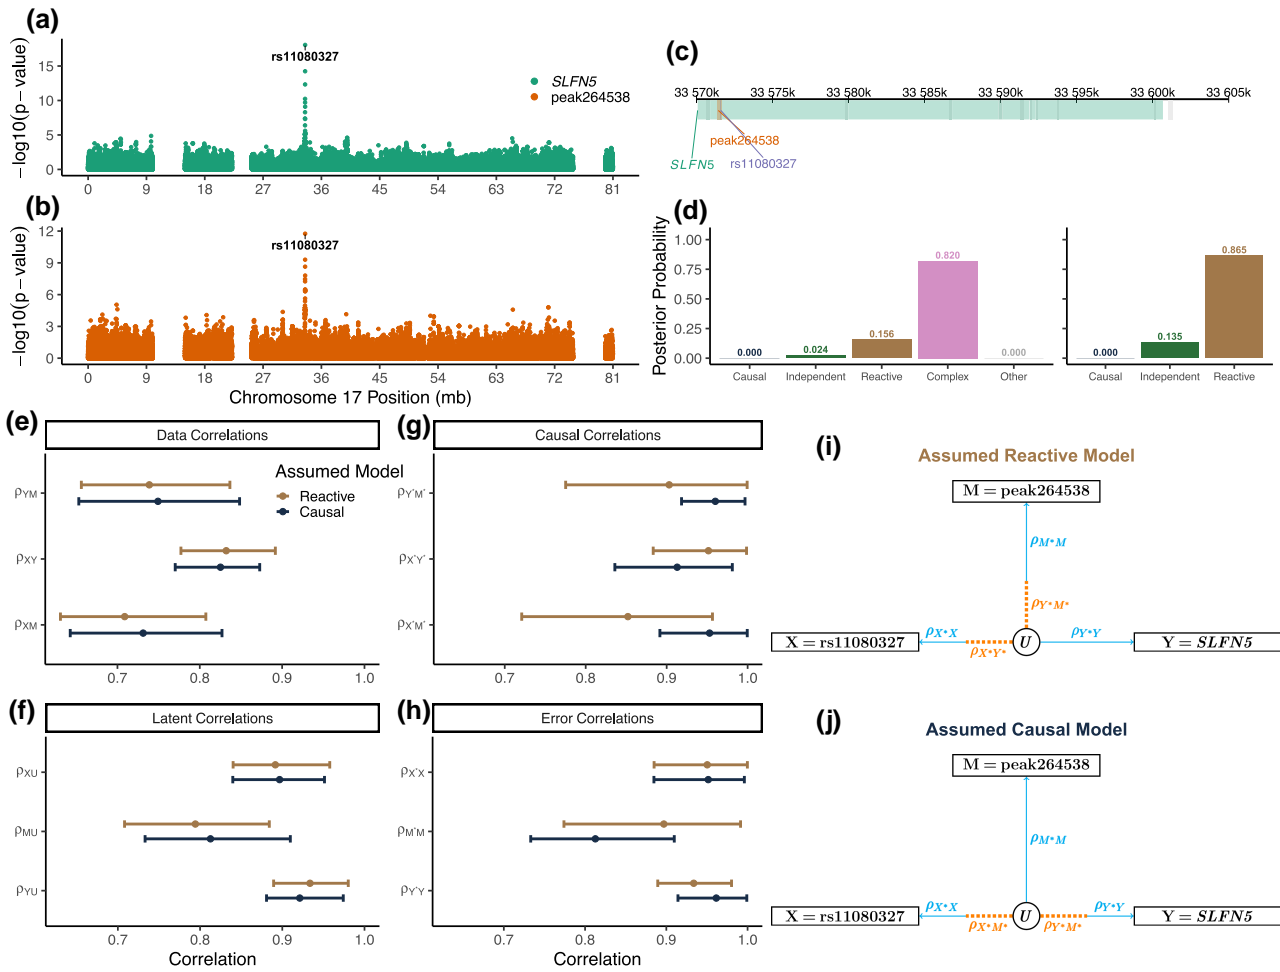 (a)
−log10(p−value)
15
10
5
0
rs11080327
SLFN5
peak264538
0 9 18 27 36 45 54 63 72 81
(b)
−log10(p−value)
12
9
6
3
0
rs11080327
0 9 18 27 36 45 54 63 72 81
Chromosome 17 Position (mb)
(c)
33 570k 33 575k 33 580k 33 585k 33 590k 33 595k 33 600k 33 605k
peak264538
SLFN5 rs11080327
(d)
Posterior Probability
1.00
0.75
0.50
0.25
0.00
0.000 0.024 0.156 0.820 0.000
Causal Independent Reactive Complex Other
0.000 0.135 0.865
Causal Independent Reactive
(e)
Data Correlations
Assumed Model
Reactive
Causal
ρYM
ρXY
ρXM
0.7 0.8 0.9 1.0
(f)
Latent Correlations
ρXU
ρMU
ρYU
0.7 0.8 0.9 1.0
Correlation
(g)
Causal Correlations
ρY*M*
ρX*Y*
ρX*M*
0.7 0.8 0.9 1.0
(h)
Error Correlations
ρX*X
ρM*M
ρY*Y
0.7 0.8 0.9 1.0
Correlation
(i)
Assumed Reactive Model
M = peak264538
ρM*M
ρY*M*
X = rs11080327 ρX*X ρX*Y* U ρY*Y Y = SLFN5
(j)
Assumed Causal Model
M = peak264538
ρM*M
X = rs11080327 ρX*X ρX*M* U ρY*M* ρY*Y Y = SLFN5